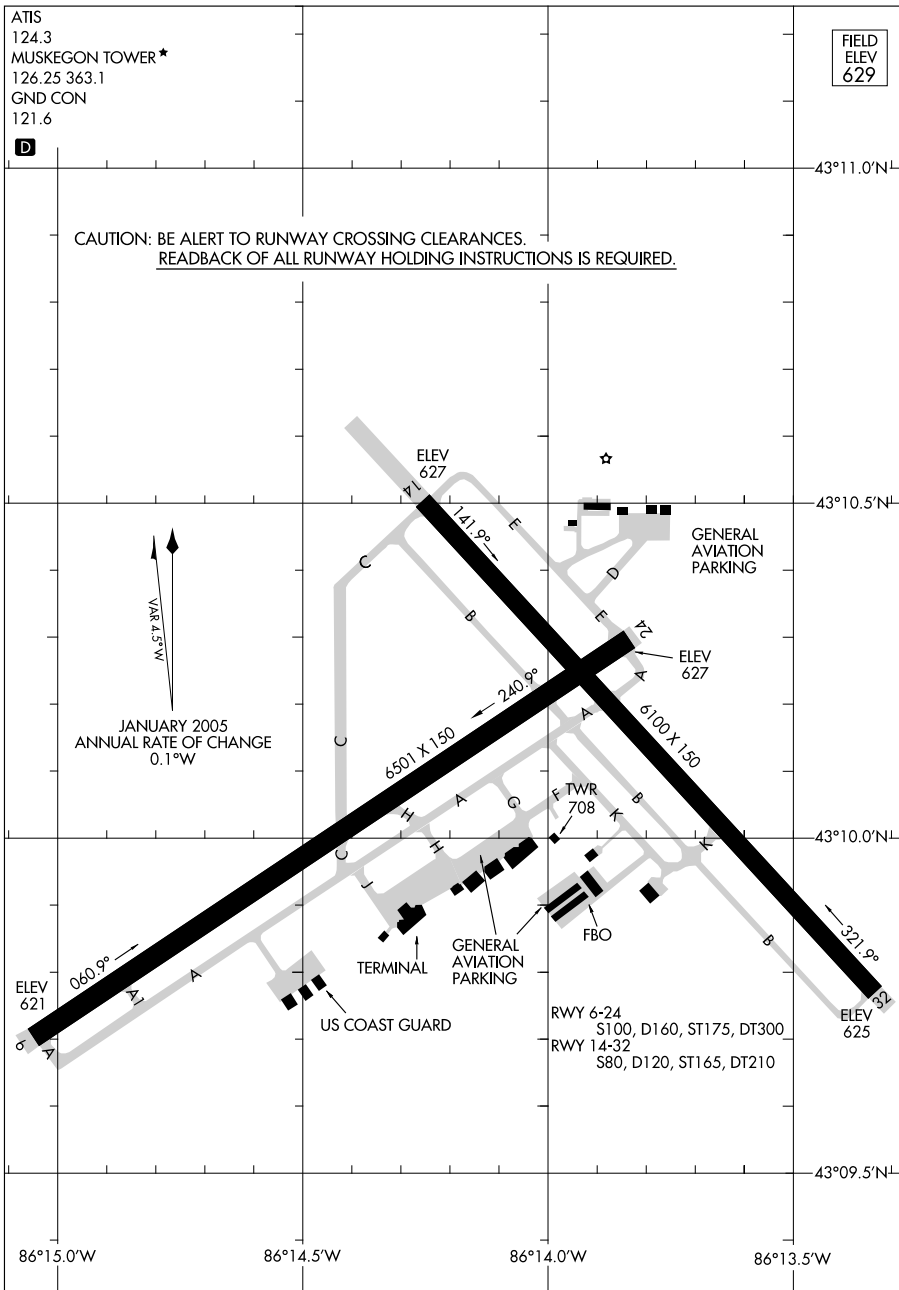 ATIS
124.3
MUSKEGON TOWER ★
126.25 363.1
GND CON
121.6
D
FIELD
ELEV
629
43°11.0'N
CAUTION: BE ALERT TO RUNWAY CROSSING CLEARANCES.
READBACK OF ALL RUNWAY HOLDING INSTRUCTIONS IS REQUIRED.
ELEV
627
14
141.9°
43°10.5'N
E
GENERAL
AVIATION
PARKING
C
D
B
E
24
VAR 4.5°W
ELEV
627
A
240.9°
A
6100 X 150
JANUARY 2005
ANNUAL RATE OF CHANGE
0.1°W
C
6501 X 150
H
A
G
F
TWR
708
K
B
43°10.0'N
C
H
K
J
FBO
TERMINAL
GENERAL
AVIATION
PARKING
B
321.9°
060.9°
A
A1
ELEV
621
US COAST GUARD
32
ELEV
625
6
A
RWY 6-24
S100, D160, ST175, DT300
RWY 14-32
S80, D120, ST165, DT210
43°09.5'N
86°15.0'W
86°14.5'W
86°14.0'W
86°13.5'W